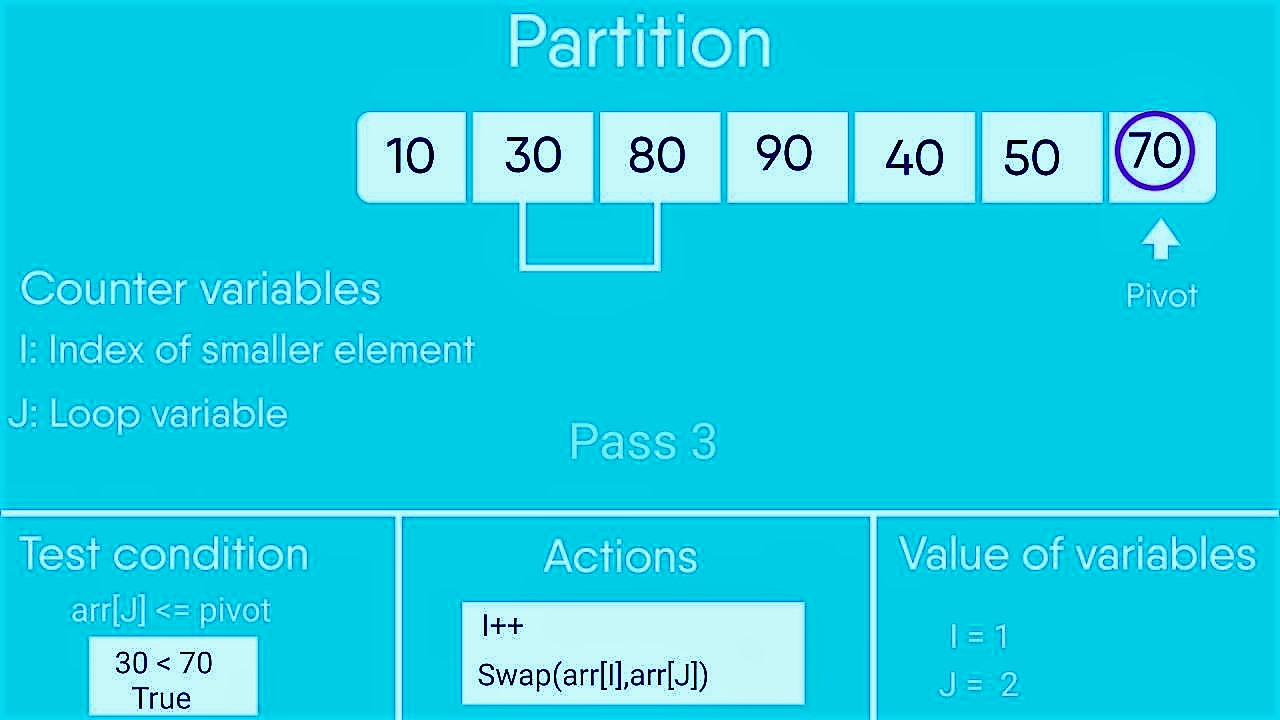 Partition
10 30 80 90 40 50 70
Pivot
Counter variables
I: Index of smaller element
J: Loop variable
Pass 3
Test condition
arr[J] <= pivot
30 < 70
True
Actions
I++
Swap(arr[I],arr[J])
Value of variables
I = 1
J = 2